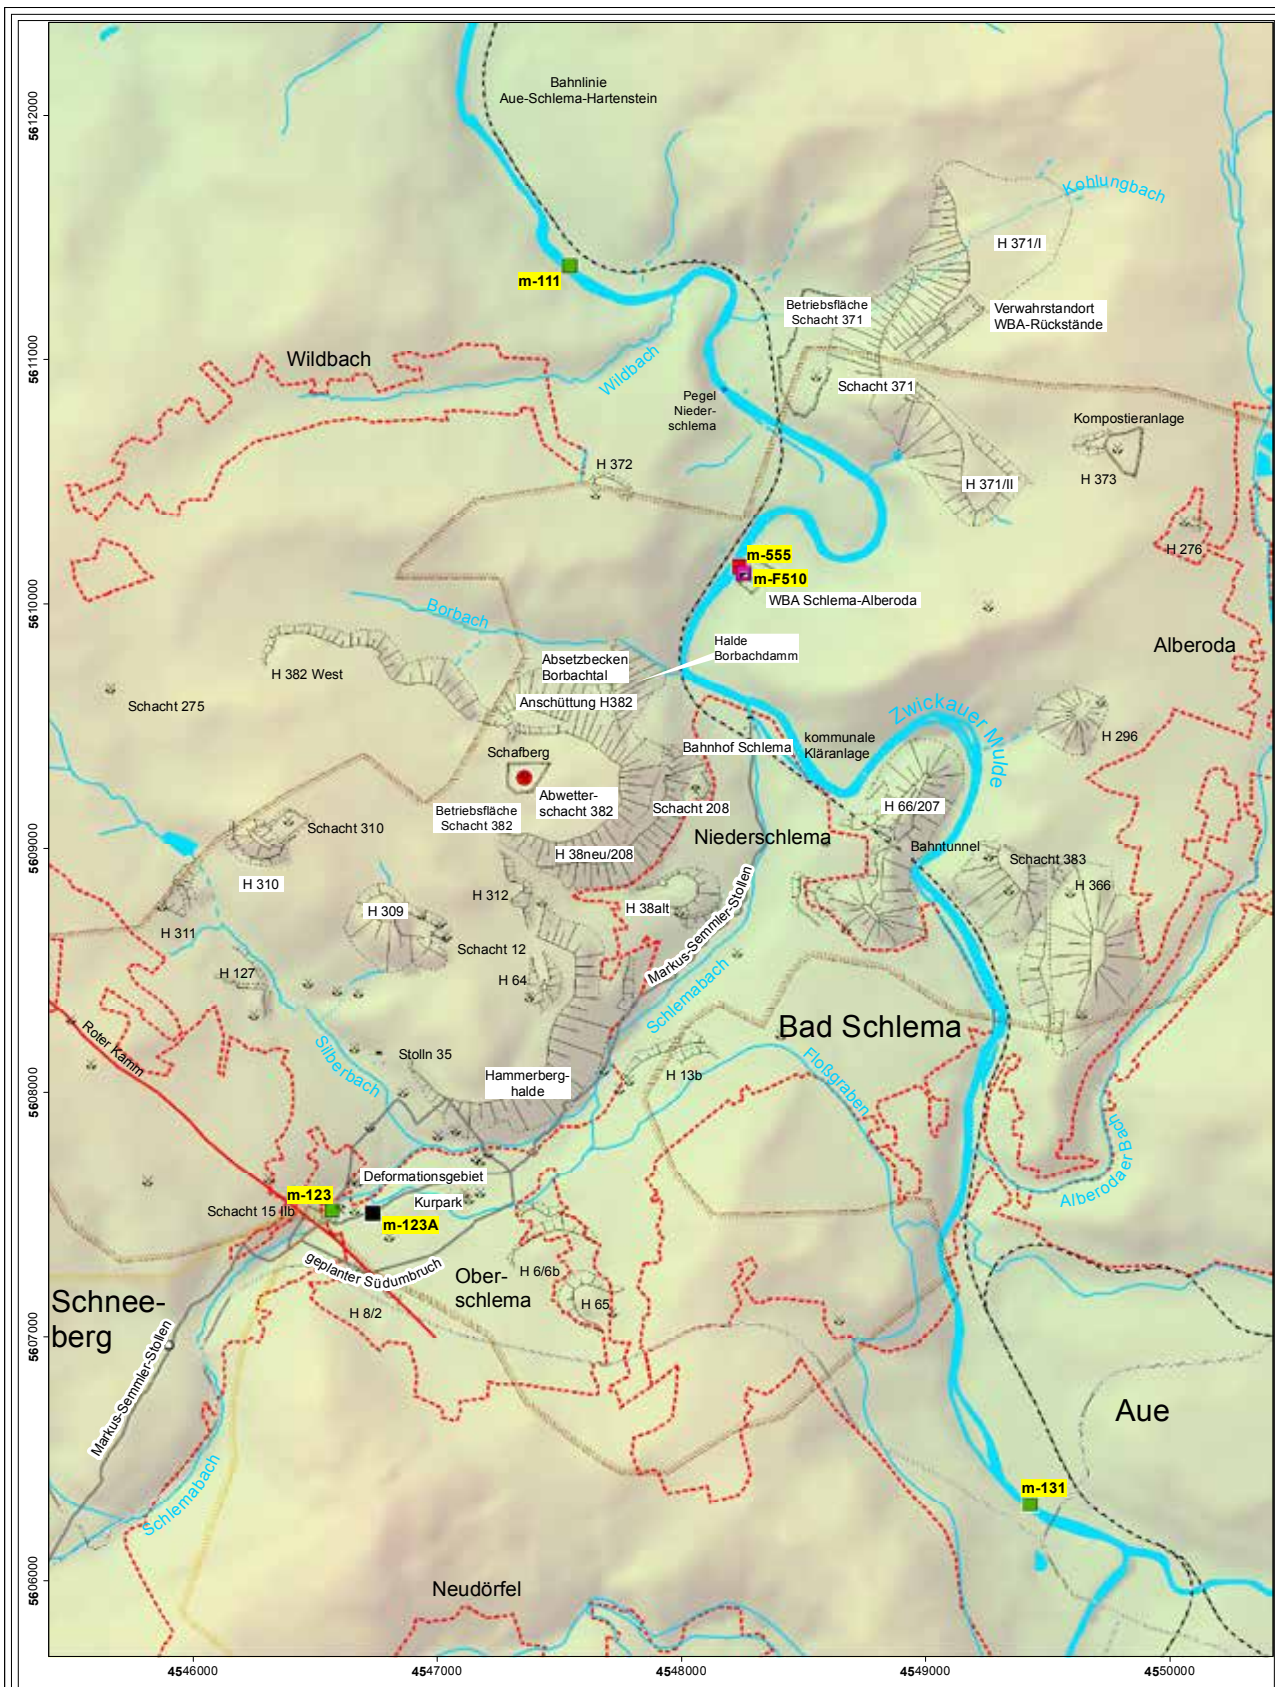 Bahnlinie
Aue-Schlema-Hartenstein
5612000
Kohlungbach
H 371/I
m-111
Betriebsfläche
Schacht 371
Verwahrstandort
WBA-Rückstände
5611000
Wildbach
Wildbach
Schacht 371
Pegel
Nieder-
schlema
Kompostieranlage
H 372
H 373
H 371/II
H 276
m-555
m-F510
WBA Schlema-Alberoda
5610000
Borbach
Halde
Borbachdamm
Alberoda
Absetzbecken
Borbachtal
H 382 West
Anschüttung H382
Schacht 275
Zwickauer Mulde
kommunale
Kläranlage
H 296
Bahnhof Schlema
Schafberg
Abwetter-
schacht 382
Schacht 208
H 66/207
Betriebsfläche
Schacht 382
Schacht 310
Niederschlema
5609000
H 38neu/208
Bahntunnel
Schacht 383
H 310
H 312
H 366
H 38alt
H 309
Markus-Semmler-Stollen
H 311
Schacht 12
H 127
H 64
Schlemabach
Bad Schlema
Roter Kamm
Silberbach
Stolln 35
Floßgraben
Hammerberg-
halde
H 13b
5608000
Alberodaer Bach
Deformationsgebiet
m-123
Kurpark
Schacht 15 IIb
m-123A
geplanter Südumbruch
Ober-
schlema
H 6/6b
H 65
H 8/2
Schnee-
berg
5607000
Markus-Semmler-Stollen
Aue
Schlemabach
m-131
5606000
Neudörfel
4546000
4547000
4548000
4549000
4550000